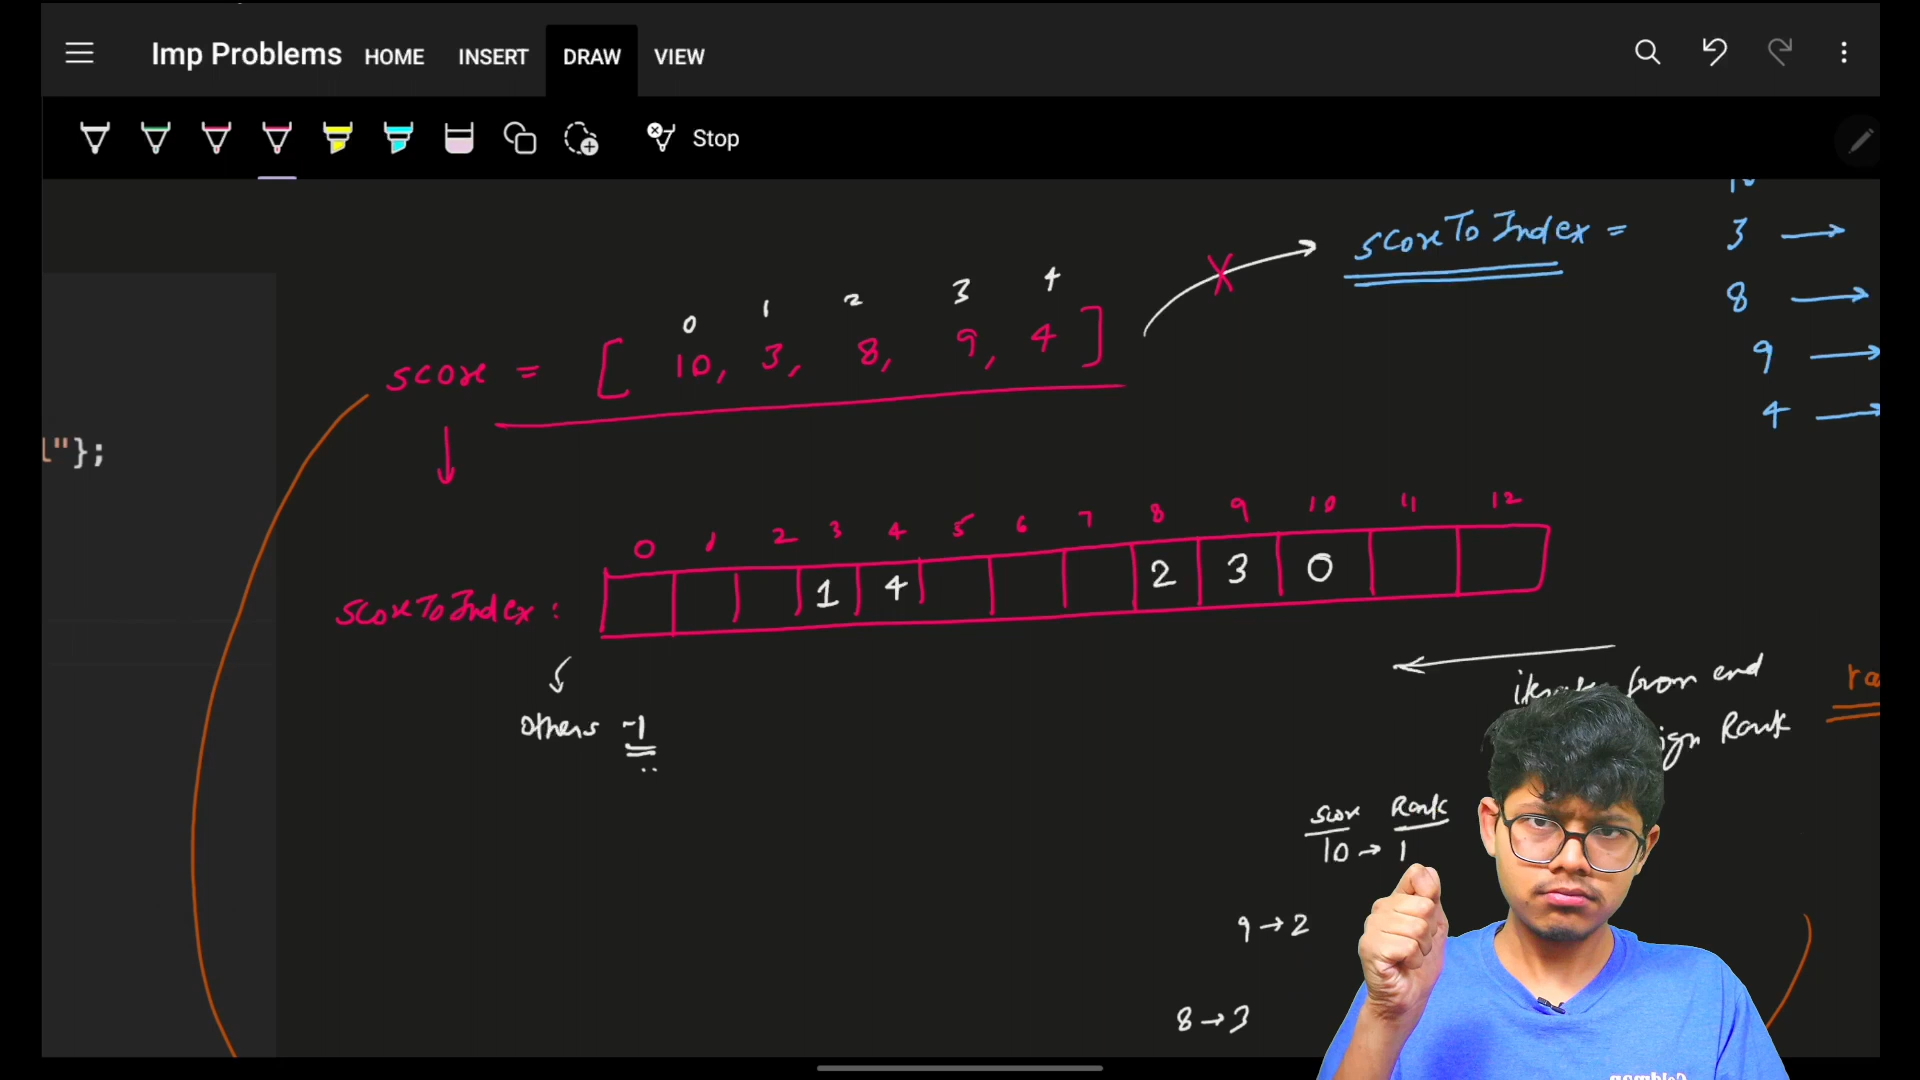 Imp Problems HOME INSERT DRAW VIEW
Stop
10
scoreToIndex =
3 →
8 →
9 →
4 →
0 1 2 3 4
score = [ 10, 3, 8, 9, 4 ]
"};
0 1 2 3 4 5 6 7 8 9 10 11 12
scoreToIndex : 1 4 2 3 0
others -1
from end
Rank
Score Rank
10 → 1
9 → 2
8 → 3